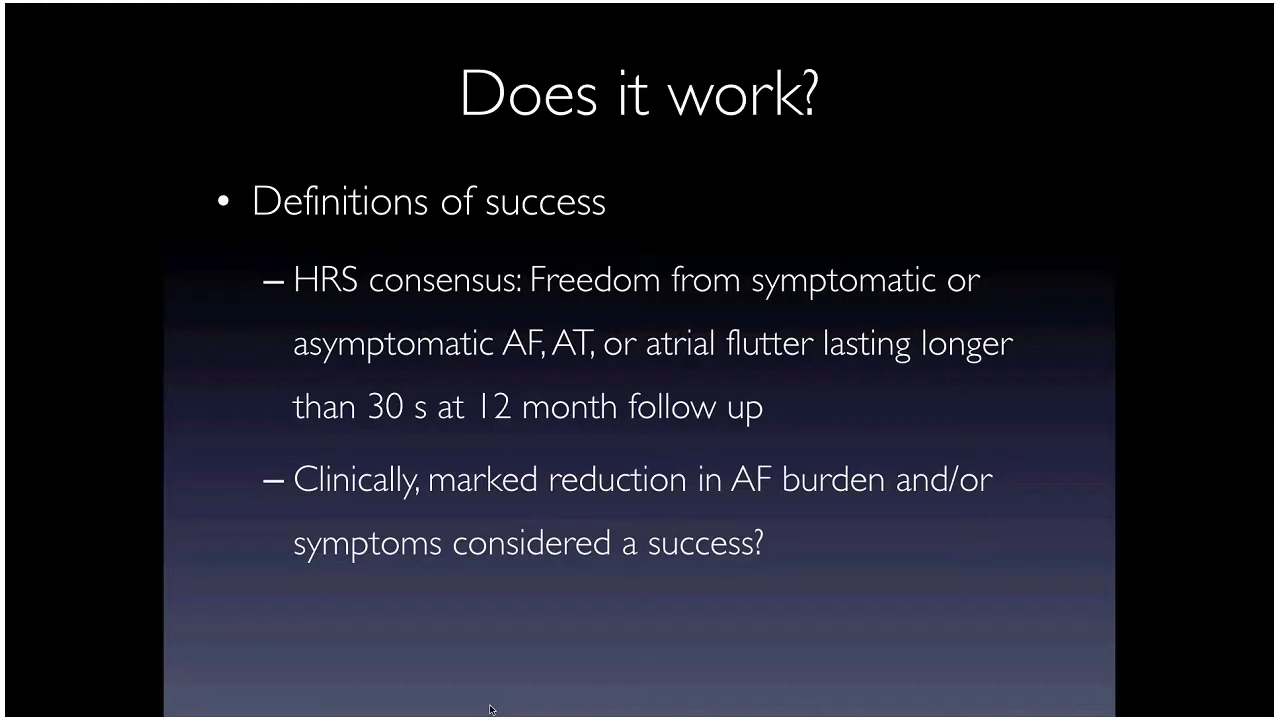 Does it work?
• Definitions of success
– HRS consensus: Freedom from symptomatic or
asymptomatic AF, AT, or atrial flutter lasting longer
than 30 s at 12 month follow up
– Clinically, marked reduction in AF burden and/or
symptoms considered a success?